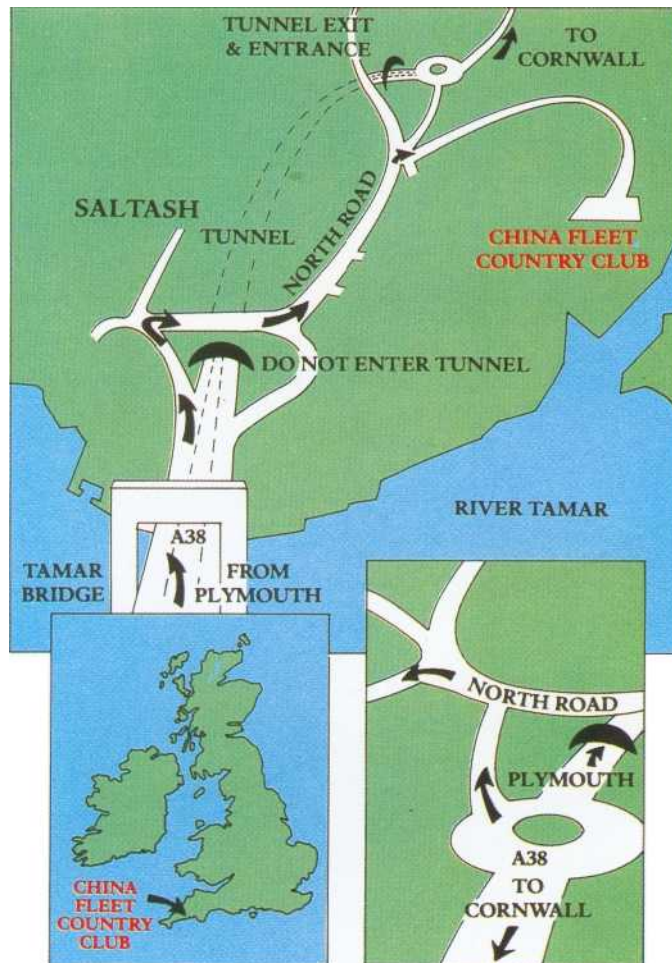 TUNNEL EXIT
& ENTRANCE
TO
CORNWALL
SALTASH
TUNNEL
NORTH ROAD
CHINA FLEET
COUNTRY CLUB
DO NOT ENTER TUNNEL
RIVER TAMAR
A38
TAMAR
BRIDGE
FROM
PLYMOUTH
NORTH ROAD
PLYMOUTH
A38
TO
CORNWALL
CHINA
FLEET
COUNTRY
CLUB